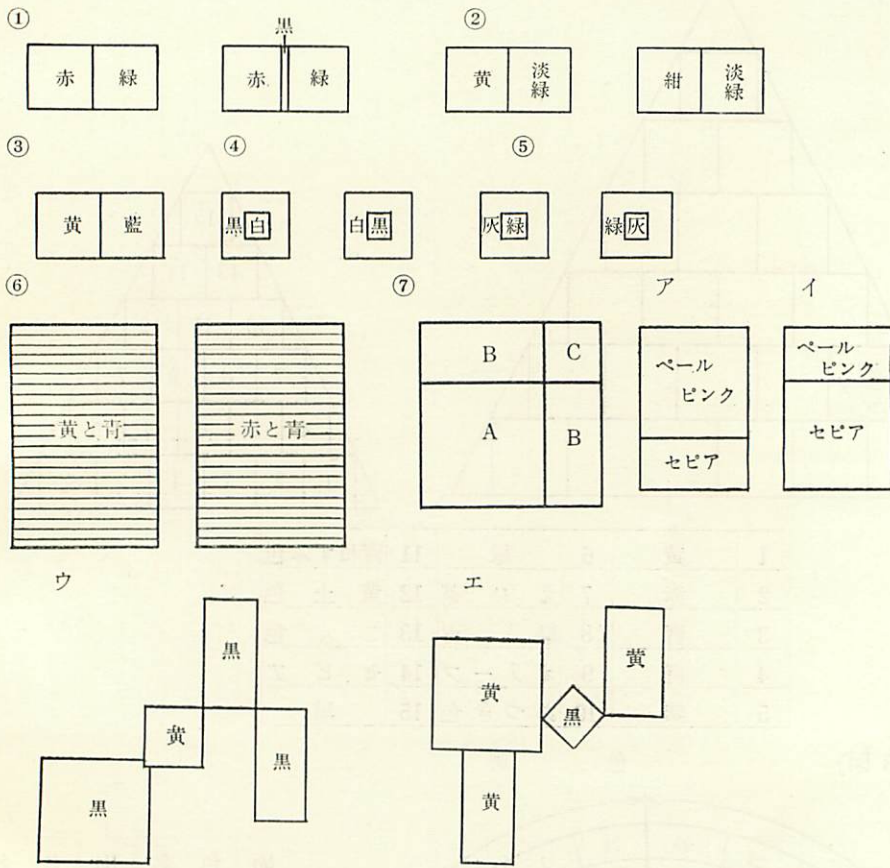 ①
赤 緑
黒
赤 緑
②
黄 淡緑
紺 淡緑
③
黄 藍
④
黒 白
白 黒
⑤
灰 緑
緑 灰
⑥
黄と青
赤と青
⑦
B C
A B
ア
ペール
ピンク
セピア
イ
ペール
ピンク
セピア
ウ
黒
黄
黒
黒
エ
黄
黄
黒
黄